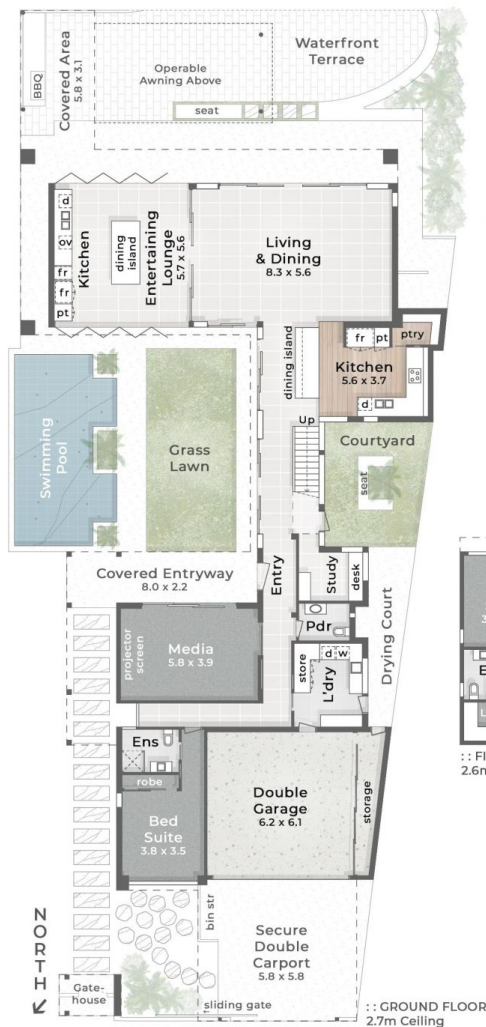 BBQ
Covered Area
5.8 x 3.1
Operable
Awning Above
Waterfront
Terrace
seat
d
ov
fr
fr
pt
Kitchen
dining
island
Entertaining
Lounge
5.7 x 5.6
Living
& Dining
8.3 x 5.6
dining island
fr
pt
ptry
Kitchen
5.6 x 3.7
d
Swimming
Pool
Grass
Lawn
Up
Courtyard
seat
Covered Entryway
8.0 x 2.2
Entry
Study
desk
Drying Court
projector
screen
Media
5.8 x 3.9
Pdr
store
d w
L'dry
Ens
robe
Bed
Suite
3.8 x 3.5
Double
Garage
6.2 x 6.1
storage
bin str
Secure
Double
Carport
5.8 x 5.8
NORTH
Gate-
house
sliding gate
:: GROUND FLOOR
2.7m Ceiling
3.
E
L
:: FI
2.6m